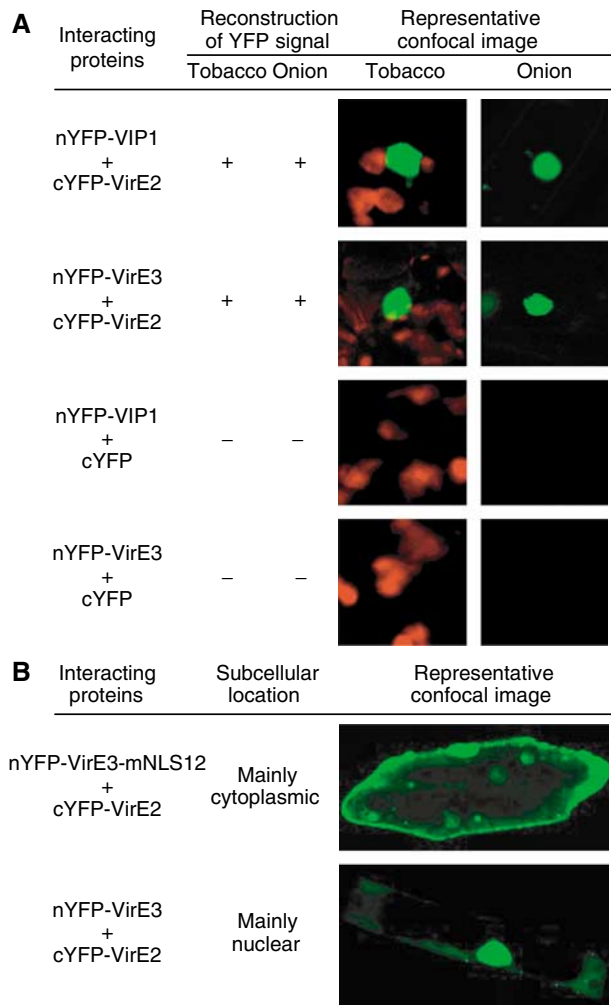 A
Interacting proteins
Reconstruction of YFP signal
Representative confocal image
Tobacco Onion
Tobacco
Onion
nYFP-VIP1
+
cYFP-VirE2
+
+
nYFP-VirE3
+
cYFP-VirE2
+
+
nYFP-VIP1
+
cYFP
–
–
nYFP-VirE3
+
cYFP
–
–
B
Interacting proteins
Subcellular location
Representative confocal image
nYFP-VirE3-mNLS12
+
cYFP-VirE2
Mainly
cytoplasmic
nYFP-VirE3
+
cYFP-VirE2
Mainly
nuclear